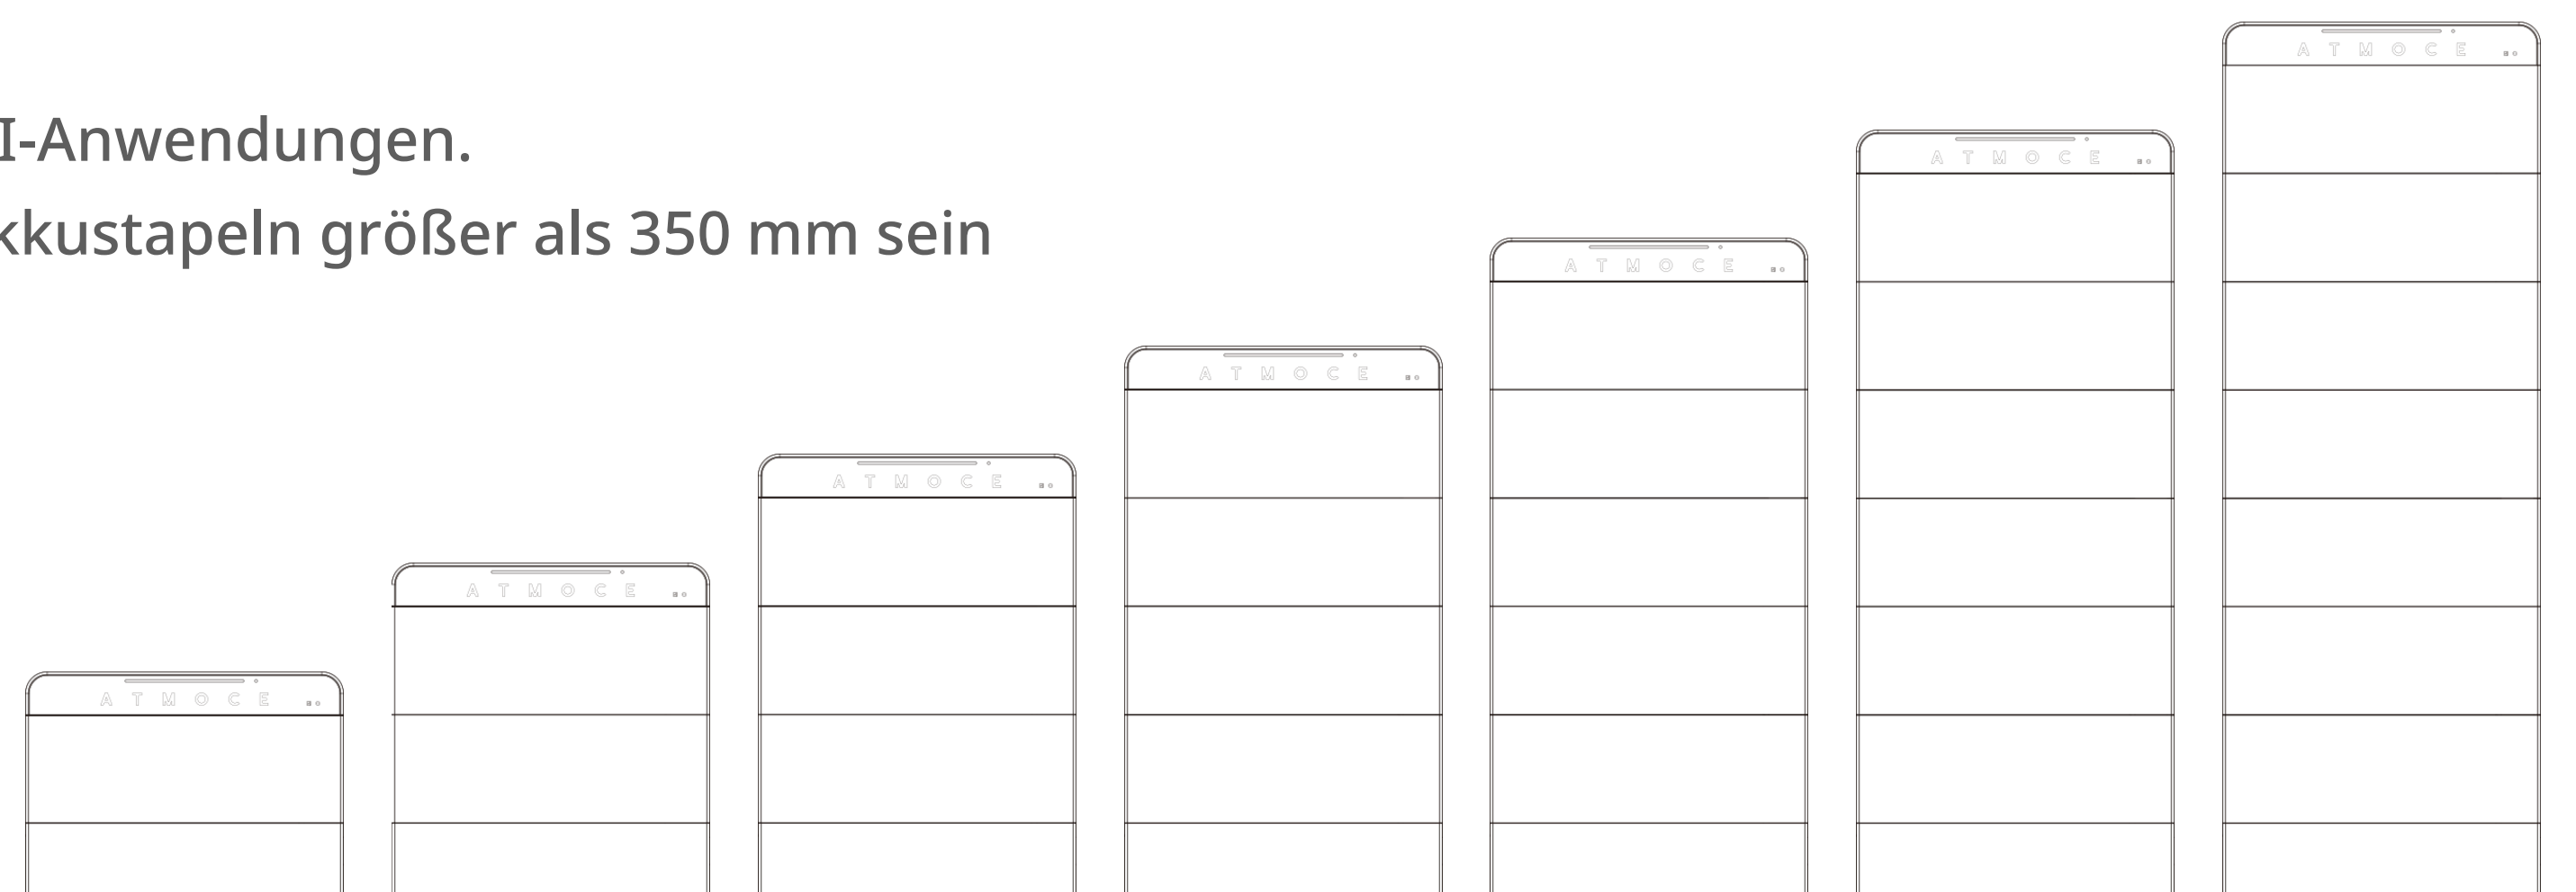 I-Anwendungen.
kkustapeln größer als 350 mm sein
ATMOCE
ATMOCE
ATMOCE
ATMOCE
ATMOCE
ATMOCE
ATMOCE